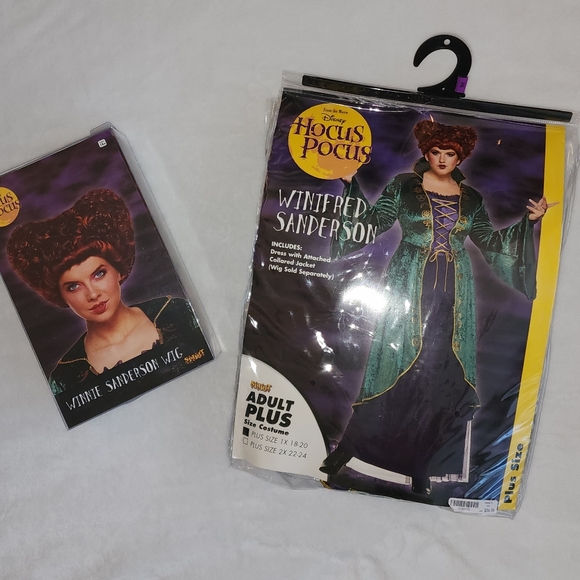 CUS
OCUS
WINNIE SANDERSON WIG
SPIRIT
From the Movie
Disney
HOCUS
POCUS
WINIFRED
SANDERSON
INCLUDES:
Dress with Attached
Collared Jacket
(Wig Sold Separately)
SPIRIT
ADULT
PLUS
Size Costume
PLUS SIZE 1X 18-20
PLUS SIZE 2X 22-24
Plus Size